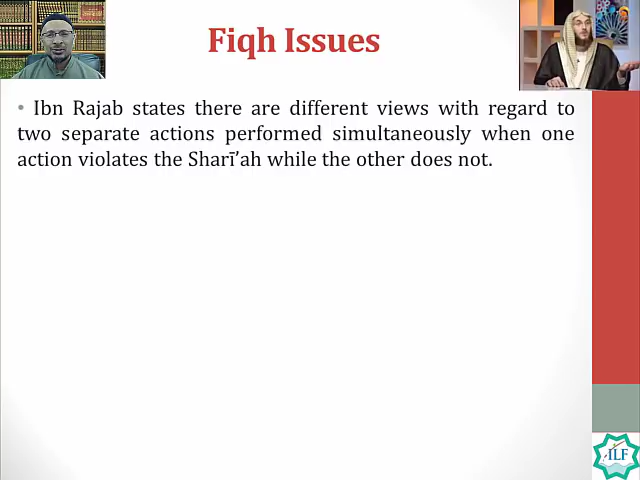 Fiqh Issues
• Ibn Rajab states there are different views with regard to
two separate actions performed simultaneously when one
action violates the Sharī’ah while the other does not.
ILF